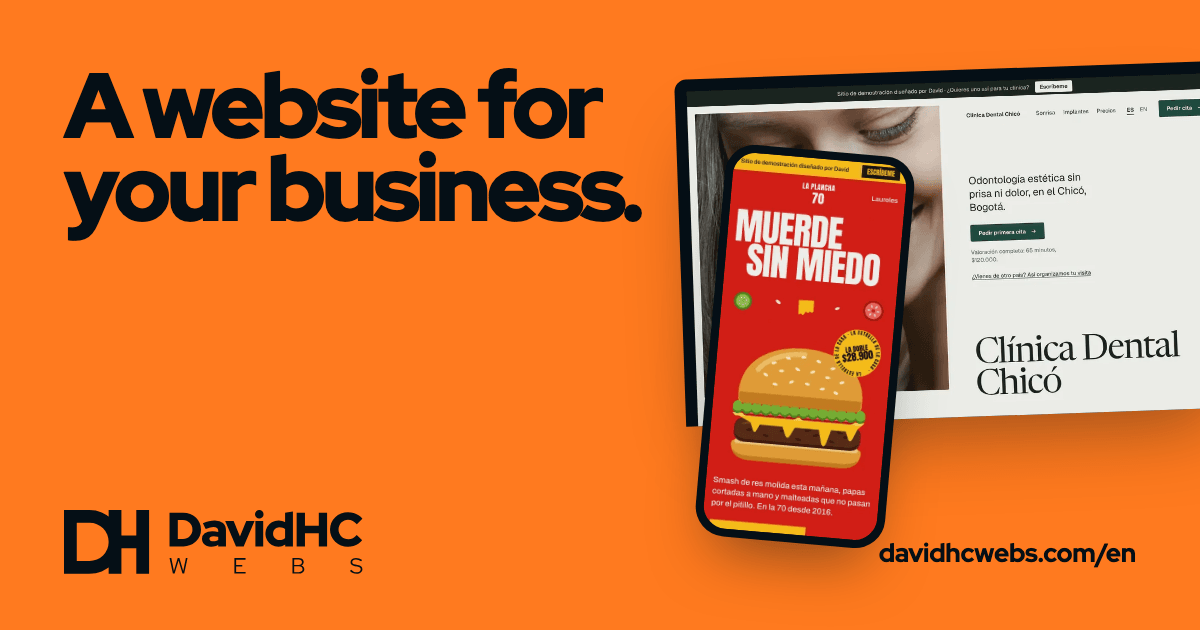 A website for
your business.
Sitio de demostración diseñado por David · ¿Quieres uno así para tu clínica? Escríbeme
Clínica Dental Chicó Sonrisa Implantes Precios ES EN Pedir cita →
Odontología estética sin
prisa ni dolor, en el Chicó,
Bogotá.
Pedir primera cita →
Valoración completa: 65 minutos,
$120.000.
¿Vienes de otro país? Así organizamos tu visita
Clínica Dental
Chicó
Sitio de demostración diseñado por David ESCRÍBEME
LA PLANCHA
70
Laureles
MUERDE
SIN MIEDO
LA DOBLE
$28.900
LA ESTRELLA DE LA CASA
Smash de res molida esta mañana, papas
cortadas a mano y malteadas que no pasan
por el pitillo. En la 70 desde 2016.
DH DavidHC
WEBS
davidhcwebs.com/en